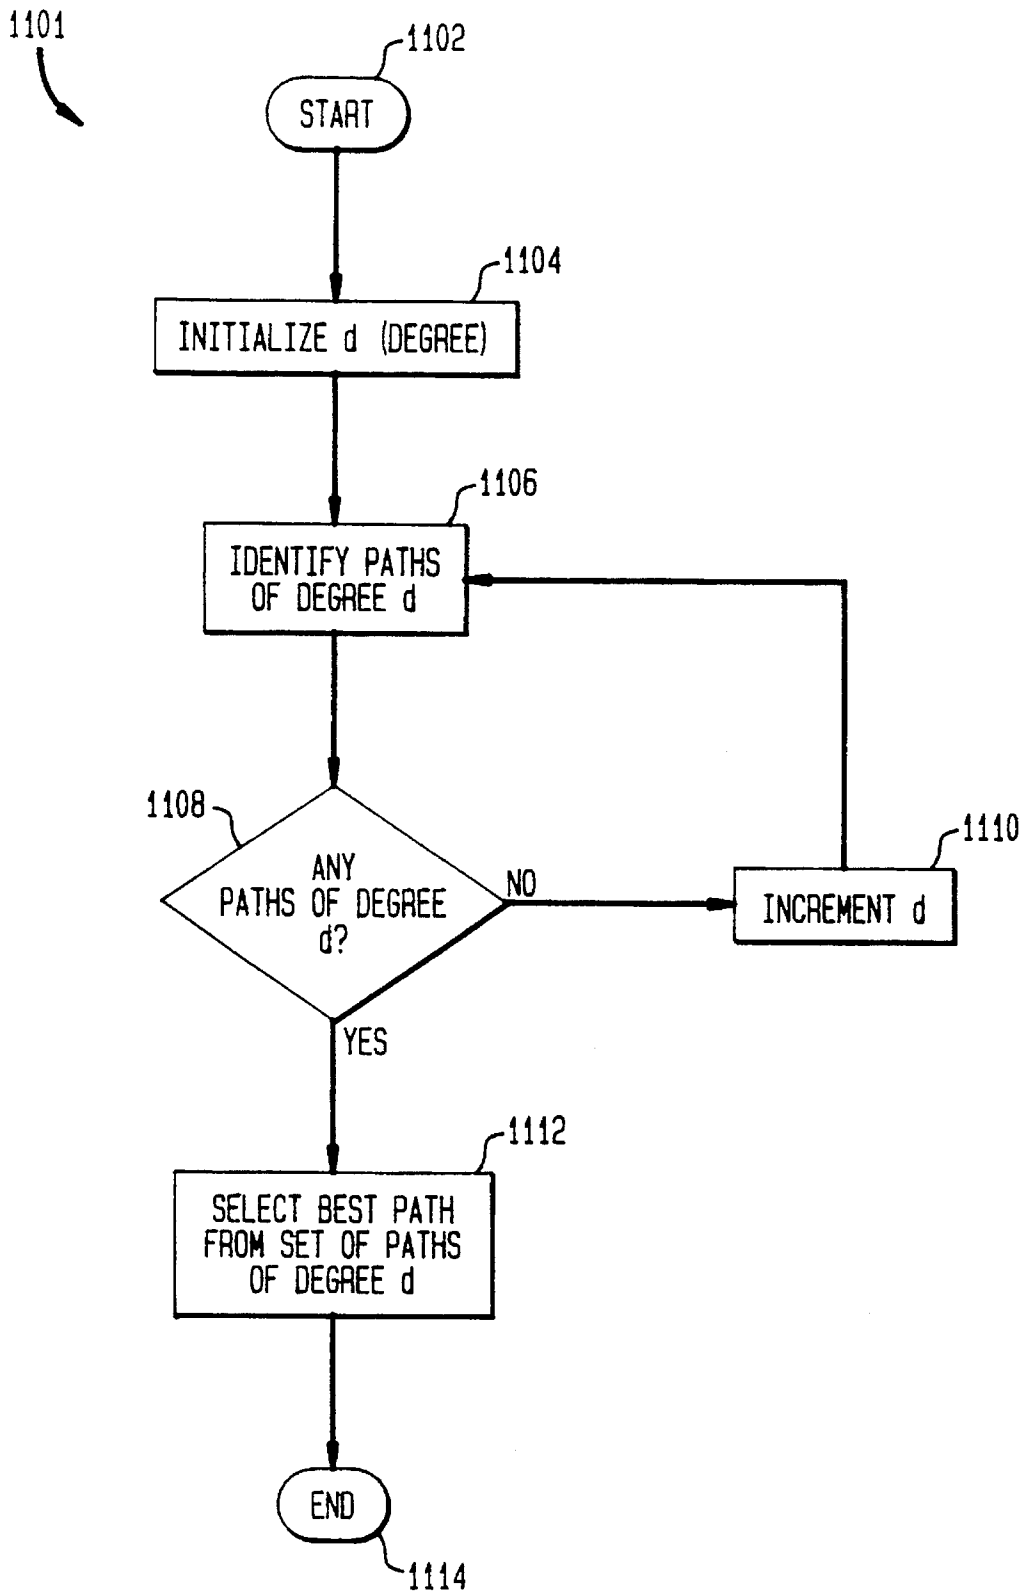 1101
1102
START
1104
INITIALIZE d (DEGREE)
1106
IDENTIFY PATHS
OF DEGREE d
1108
ANY
PATHS OF DEGREE
d?
NO
1110
INCREMENT d
YES
1112
SELECT BEST PATH
FROM SET OF PATHS
OF DEGREE d
END
1114